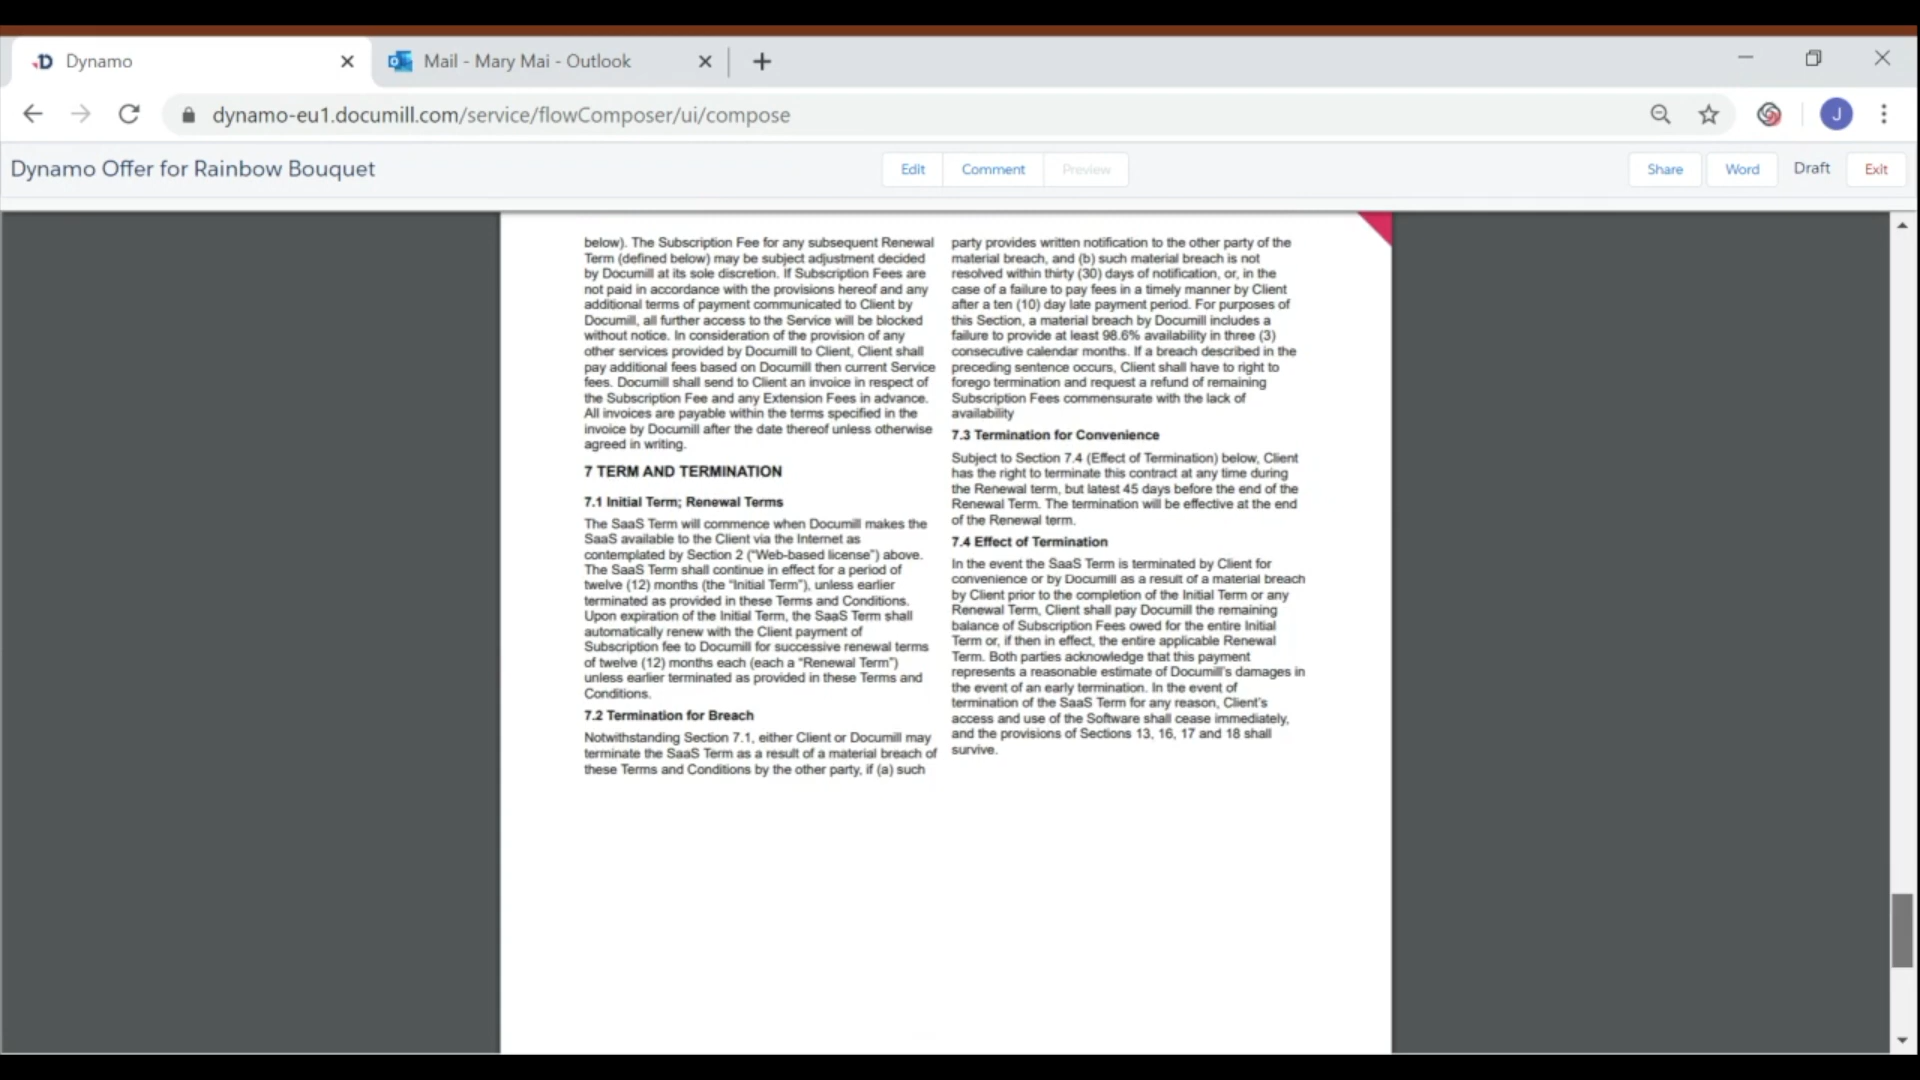 Dynamo
Mail - Mary Mai - Outlook
dynamo-eu1.documill.com/service/flowComposer/ui/compose
J
Dynamo Offer for Rainbow Bouquet
Edit
Comment
Preview
Share
Word
Draft
Exit
below). The Subscription Fee for any subsequent Renewal
Term (defined below) may be subject adjustment decided
by Documill at its sole discretion. If Subscription Fees are
not paid in accordance with the provisions hereof and any
additional terms of payment communicated to Client by
Documill, all further access to the Service will be blocked
without notice. In consideration of the provision of any
other services provided by Documill to Client, Client shall
pay additional fees based on Documill then current Service
fees. Documill shall send to Client an invoice in respect of
the Subscription Fee and any Extension Fees in advance.
All invoices are payable within the terms specified in the
invoice by Documill after the date thereof unless otherwise
agreed in writing.
7 TERM AND TERMINATION
7.1 Initial Term; Renewal Terms
The SaaS Term will commence when Documill makes the
SaaS available to the Client via the Internet as
contemplated by Section 2 (“Web-based license”) above.
The SaaS Term shall continue in effect for a period of
twelve (12) months (the “Initial Term”), unless earlier
terminated as provided in these Terms and Conditions.
Upon expiration of the Initial Term, the SaaS Term shall
automatically renew with the Client payment of
Subscription fee to Documill for successive renewal terms
of twelve (12) months each (each a “Renewal Term”)
unless earlier terminated as provided in these Terms and
Conditions.
7.2 Termination for Breach
Notwithstanding Section 7.1, either Client or Documill may
terminate the SaaS Term as a result of a material breach of
these Terms and Conditions by the other party, if (a) such
party provides written notification to the other party of the
material breach, and (b) such material breach is not
resolved within thirty (30) days of notification, or, in the
case of a failure to pay fees in a timely manner by Client
after a ten (10) day late payment period. For purposes of
this Section, a material breach by Documill includes a
failure to provide at least 98.6% availability in three (3)
consecutive calendar months. If a breach described in the
preceding sentence occurs, Client shall have to right to
forego termination and request a refund of remaining
Subscription Fees commensurate with the lack of
availability
7.3 Termination for Convenience
Subject to Section 7.4 (Effect of Termination) below, Client
has the right to terminate this contract at any time during
the Renewal term, but latest 45 days before the end of the
Renewal Term. The termination will be effective at the end
of the Renewal term.
7.4 Effect of Termination
In the event the SaaS Term is terminated by Client for
convenience or by Documill as a result of a material breach
by Client prior to the completion of the Initial Term or any
Renewal Term, Client shall pay Documill the remaining
balance of Subscription Fees owed for the entire Initial
Term or, if then in effect, the entire applicable Renewal
Term. Both parties acknowledge that this payment
represents a reasonable estimate of Documill’s damages in
the event of an early termination. In the event of
termination of the SaaS Term for any reason, Client’s
access and use of the Software shall cease immediately,
and the provisions of Sections 13, 16, 17 and 18 shall
survive.